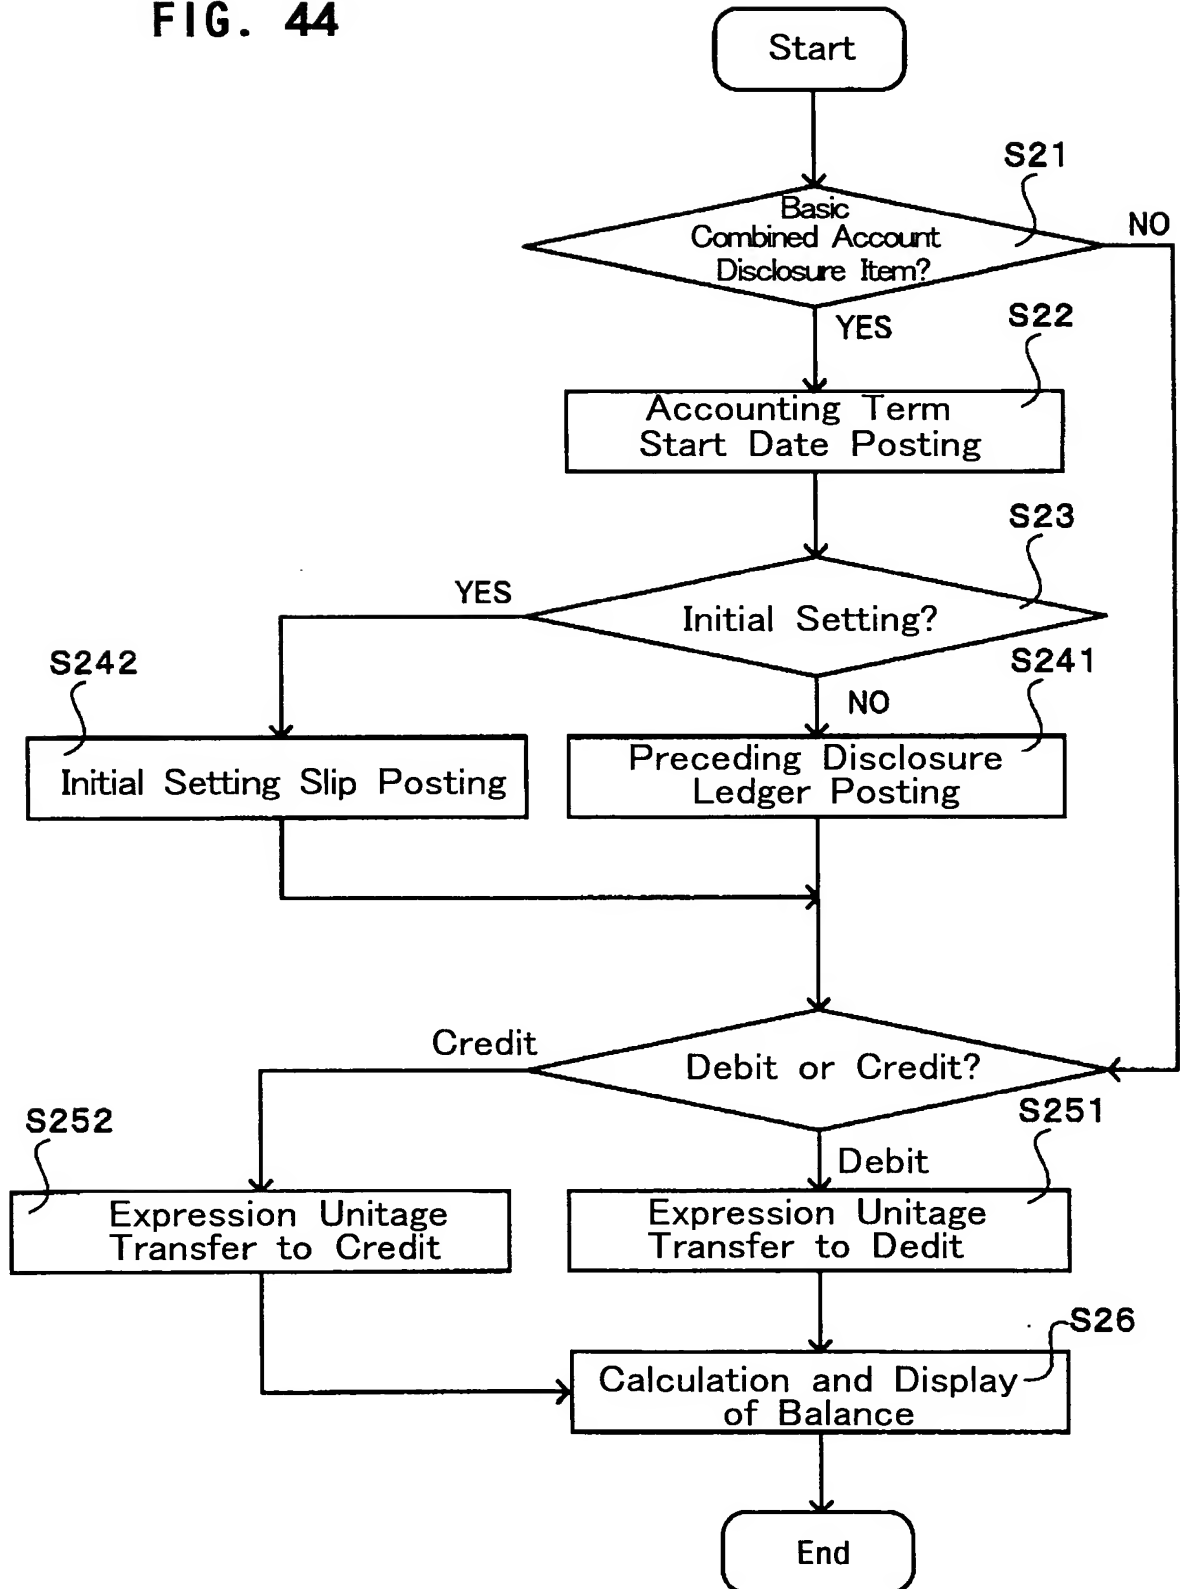 FIG. 44
Start
S21
Basic
Combined Account
Disclosure Item?
NO
YES
S22
Accounting Term
Start Date Posting
S23
Initial Setting?
YES
S242
S241
NO
Initial Setting Slip Posting
Preceding Disclosure
Ledger Posting
Credit
Debit or Credit?
S252
S251
Debit
Expression Unitage
Transfer to Credit
Expression Unitage
Transfer to Dedit
S26
Calculation and Display
of Balance
End